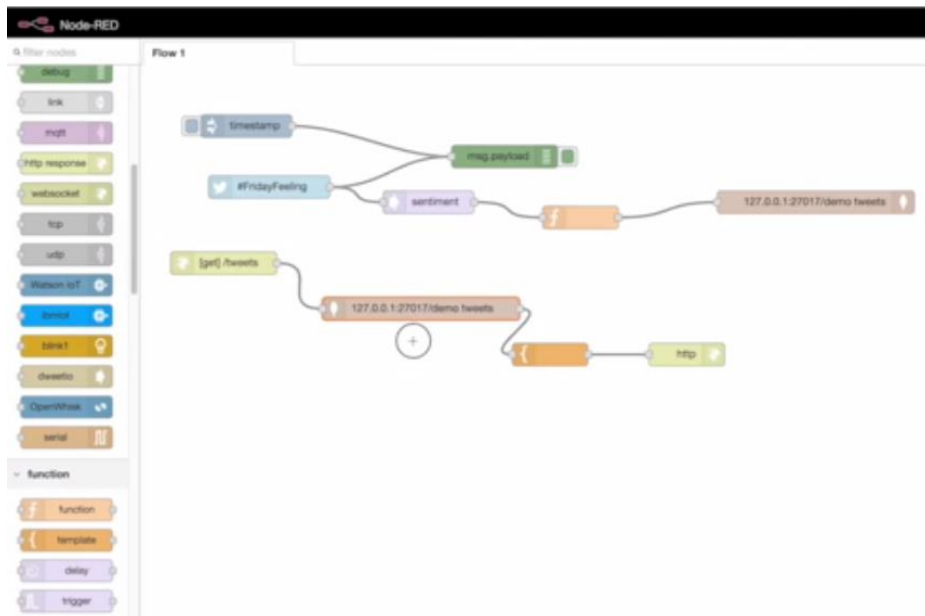 Node-RED
filter nodes
Flow 1
debug
link
mqtt
http response
websocket
tcp
udp
Watson IoT
ibmiot
blink1
dweetio
OpenWhisk
serial
function
function
template
delay
trigger
timestamp
msg.payload
#FridayFeeling
sentiment
f
127.0.0.1:27017/demo tweets
[get] /tweets
127.0.0.1:27017/demo tweets
{
http